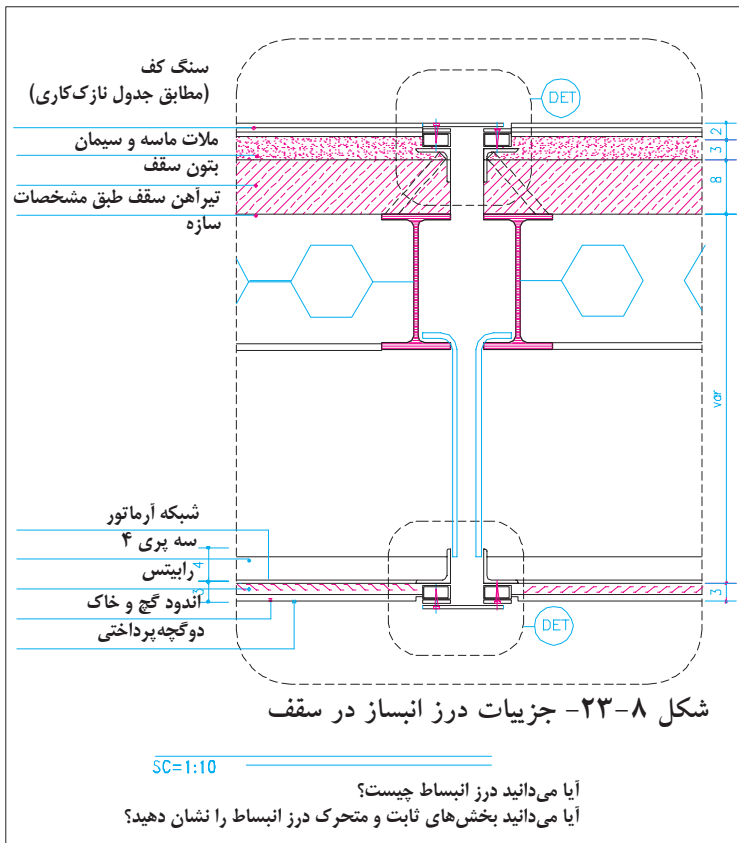 سنگ کف
(مطابق جدول نازک‌کاری)
ملات ماسه و سیمان
بتون سقف
تیرآهن سقف طبق مشخصات
سازه
DET
2
3
8
var
شبکه آرماتور
سه پری ۴
رابیتس
اندود گچ و خاک
دوگچه‌پرداختی
4
3
3
DET
شکل ۸-۲۳- جزییات درز انبساز در سقف
SC=1:10
آیا می‌دانید درز انبساط چیست؟
آیا می‌دانید بخش‌های ثابت و متحرک درز انبساط را نشان دهید؟